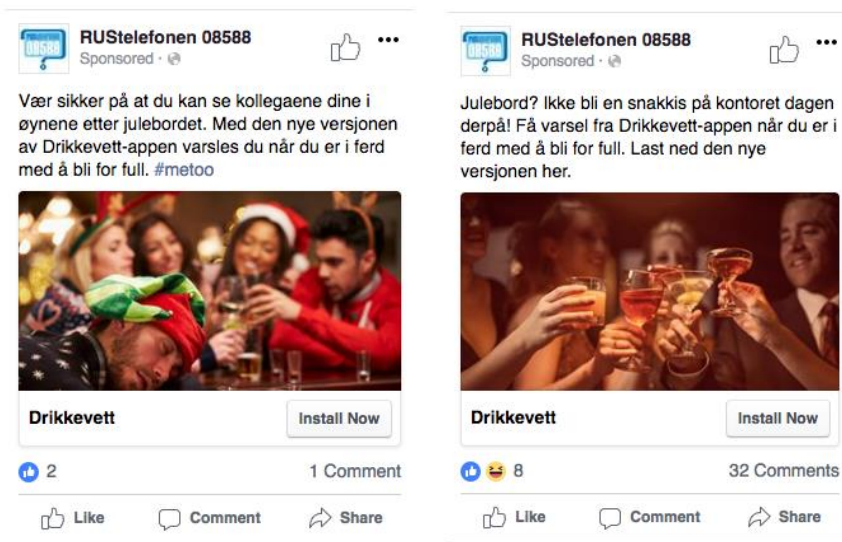 08588
RUStelefonen 08588
Sponsored ·
Vær sikker på at du kan se kollegaene dine i
øynene etter julebordet. Med den nye versjonen
av Drikkevett-appen varsles du når du er i ferd
med å bli for full. #metoo
Drikkevett
Install Now
2
1 Comment
Like
Comment
Share
08588
RUStelefonen 08588
Sponsored ·
Julebord? Ikke bli en snakkis på kontoret dagen
derpå! Få varsel fra Drikkevett-appen når du er i
ferd med å bli for full. Last ned den nye
versjonen her.
Drikkevett
Install Now
8
32 Comments
Like
Comment
Share